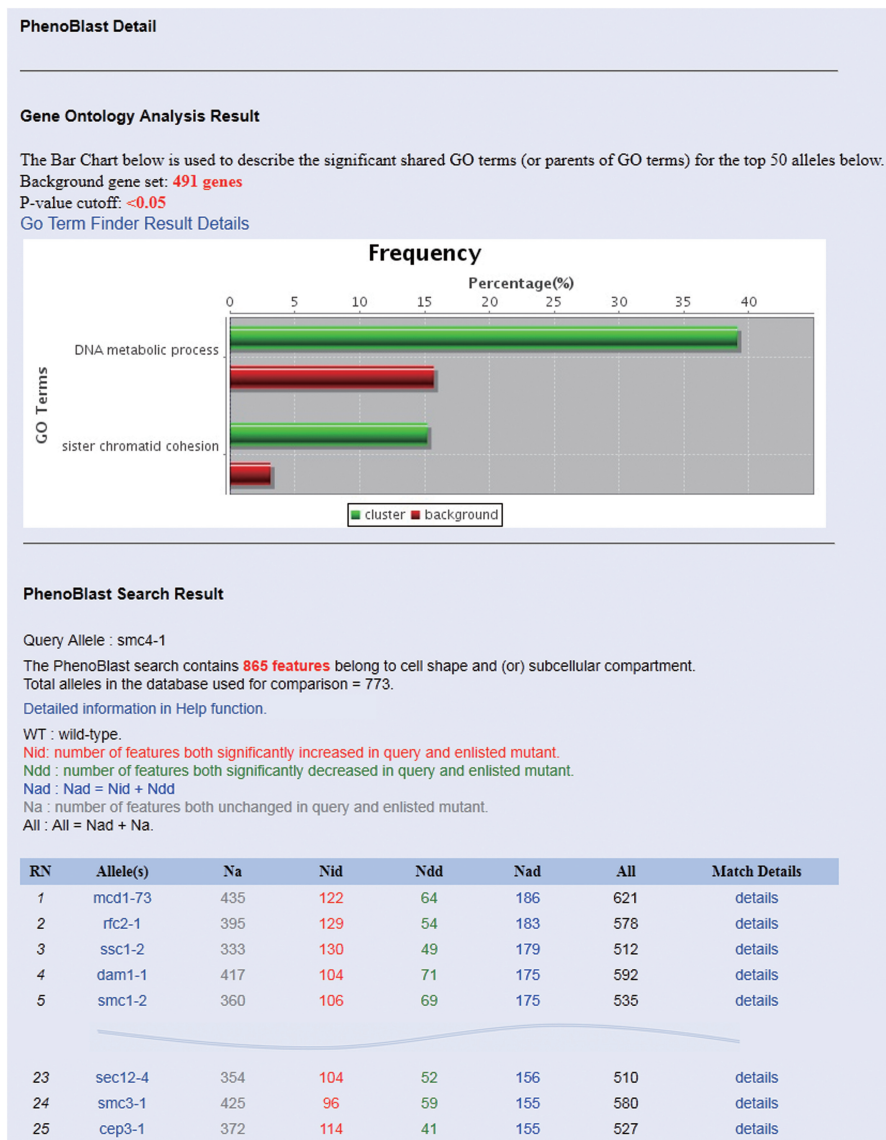 PhenoBlast Detail
Gene Ontology Analysis Result
The Bar Chart below is used to describe the significant shared GO terms (or parents of GO terms) for the top 50 alleles below.
Background gene set: 491 genes
P-value cutoff: <0.05
Go Term Finder Result Details
Frequency
Percentage(%)
0 5 10 15 20 25 30 35 40
GO Terms
DNA metabolic process
sister chromatid cohesion
cluster background
PhenoBlast Search Result
Query Allele : smc4-1
The PhenoBlast search contains 865 features belong to cell shape and (or) subcellular compartment.
Total alleles in the database used for comparison = 773.
Detailed information in Help function.
WT : wild-type.
Nid: number of features both significantly increased in query and enlisted mutant.
Ndd : number of features both significantly decreased in query and enlisted mutant.
Nad : Nad = Nid + Ndd
Na : number of features both unchanged in query and enlisted mutant.
All : All = Nad + Na.
RN Allele(s) Na Nid Ndd Nad All Match Details
1 mcd1-73 435 122 64 186 621 details
2 rfc2-1 395 129 54 183 578 details
3 ssc1-2 333 130 49 179 512 details
4 dam1-1 417 104 71 175 592 details
5 smc1-2 360 106 69 175 535 details
23 sec12-4 354 104 52 156 510 details
24 smc3-1 425 96 59 155 580 details
25 cep3-1 372 114 41 155 527 details